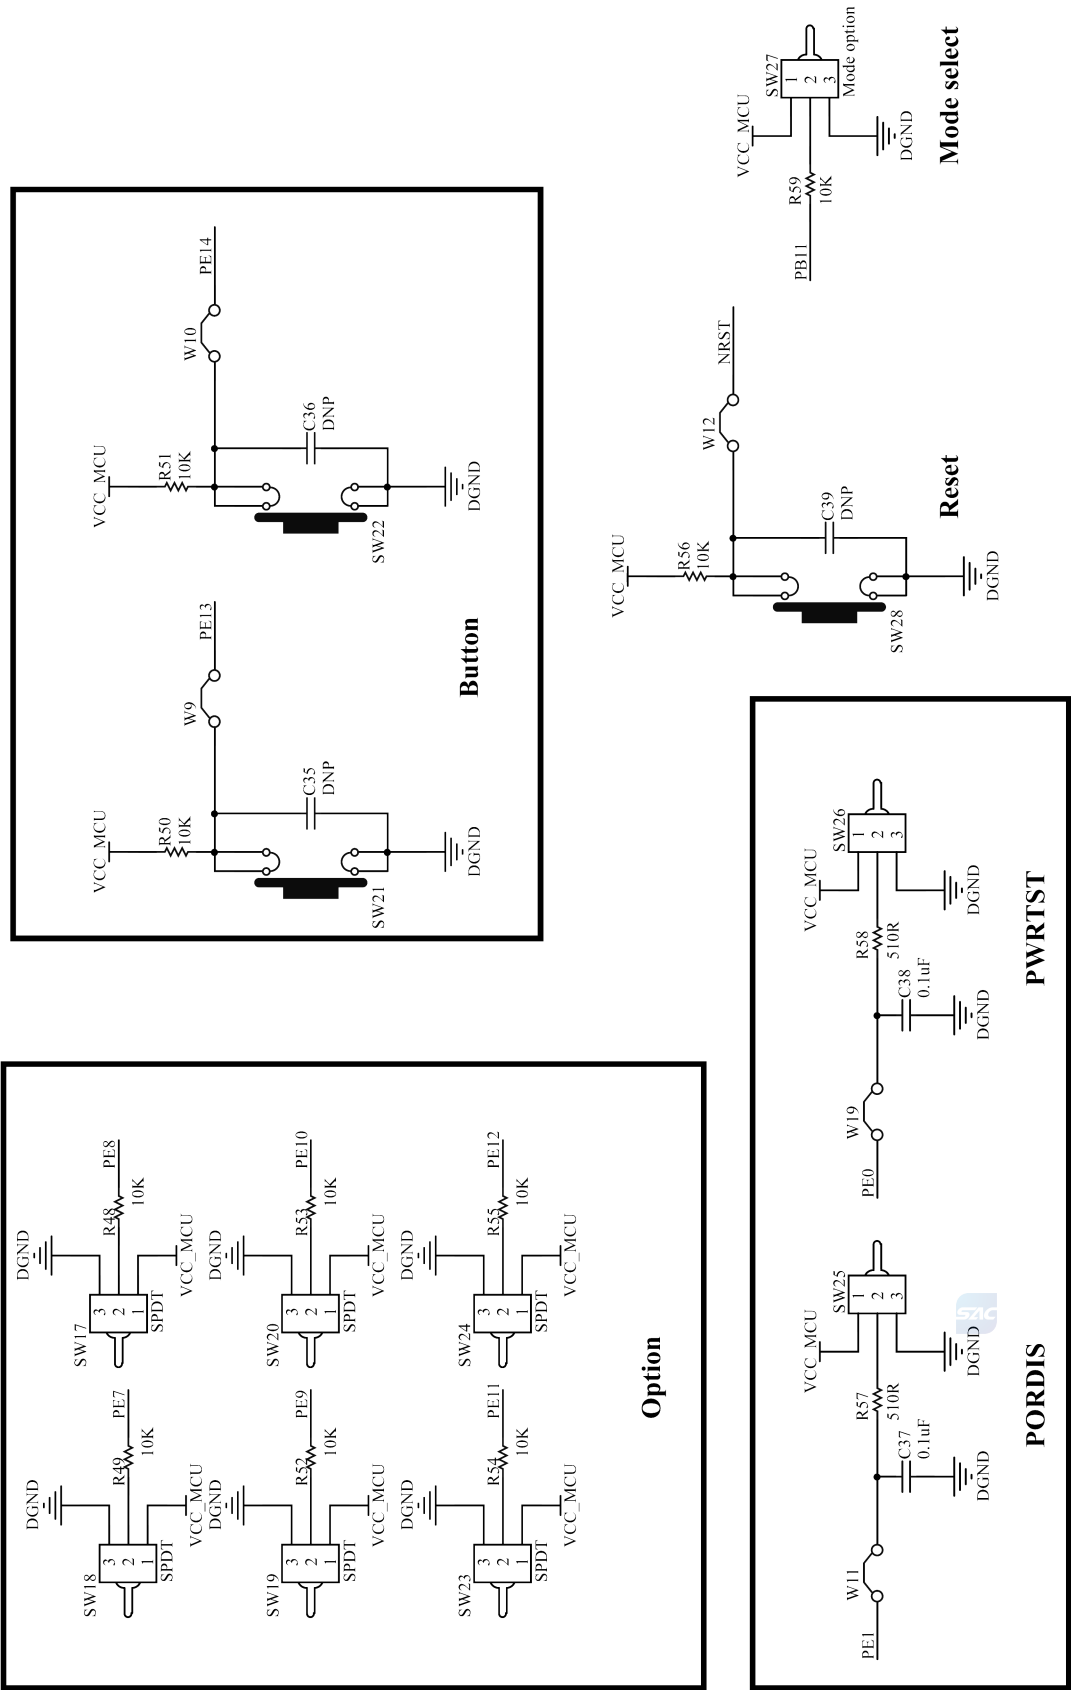 DGND
SW18
3
2
1
SPDT
R49
10K
PE7
VCC_MCU
DGND
SW17
3
2
1
SPDT
R48
10K
PE8
VCC_MCU
DGND
SW19
3
2
1
SPDT
R52
10K
PE9
VCC_MCU
DGND
SW20
3
2
1
SPDT
R53
10K
PE10
VCC_MCU
DGND
SW23
3
2
1
SPDT
R54
10K
PE11
VCC_MCU
DGND
SW24
3
2
1
SPDT
R55
10K
PE12
VCC_MCU
Option
VCC_MCU
R50
10K
W9
PE13
C35
DNP
SW21
DGND
VCC_MCU
R51
10K
W10
PE14
C36
DNP
SW22
DGND
Button
PE1
W11
C37
0.1uF
DGND
R57
510R
VCC_MCU
SW25
1
2
3
DGND
SAC
PORDIS
PE0
W19
C38
0.1uF
DGND
R58
510R
VCC_MCU
SW26
1
2
3
DGND
PWRTST
VCC_MCU
R56
10K
W12
NRST
C39
DNP
SW28
DGND
Reset
PB11
R59
10K
VCC_MCU
SW27
1
2
3
Mode option
DGND
Mode select